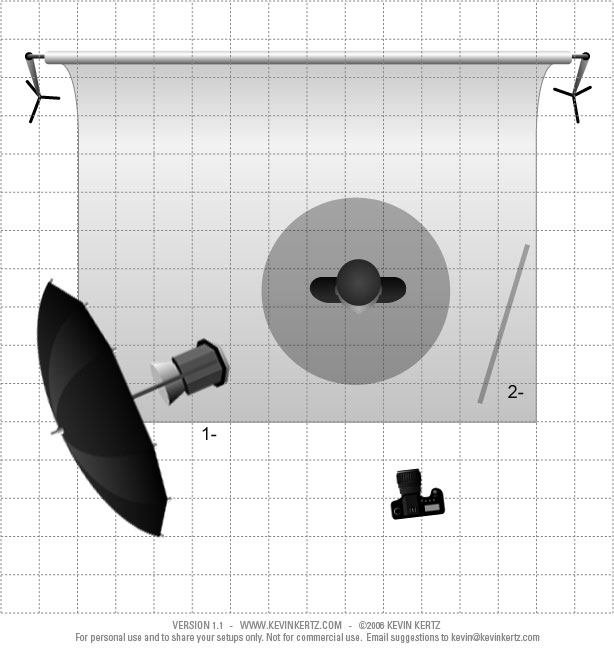 2-
1-
VERSION 1.1 - WWW.KEVINKERTZ.COM - ©2006 KEVIN KERTZ
For personal use and to share your setups only. Not for commercial use. Email suggestions to kevin@kevinkertz.com